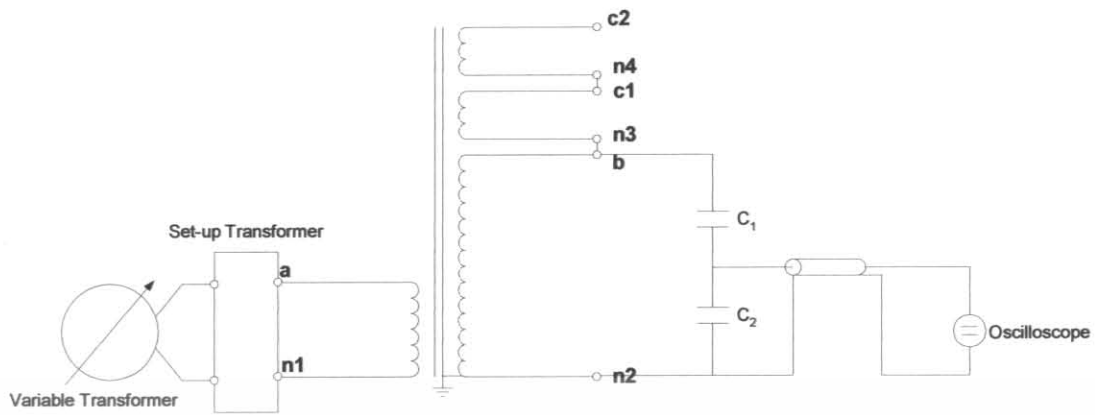 c2
n4
c1
n3
b
C1
Set-up Transformer
a
C2
Oscilloscope
n1
n2
Variable Transformer